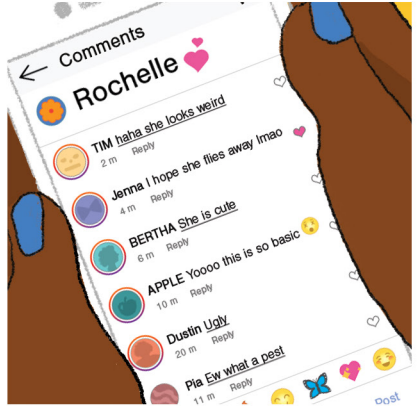 Comments
Rochelle
TIM haha she looks weird
2 m Reply
Jenna I hope she flies away lmao
4 m Reply
BERTHA She is cute
6 m Reply
APPLE Yoooo this is so basic
10 m Reply
Dustin Ugly
20 m Reply
Pia Ew what a pest
11 m Reply
Post